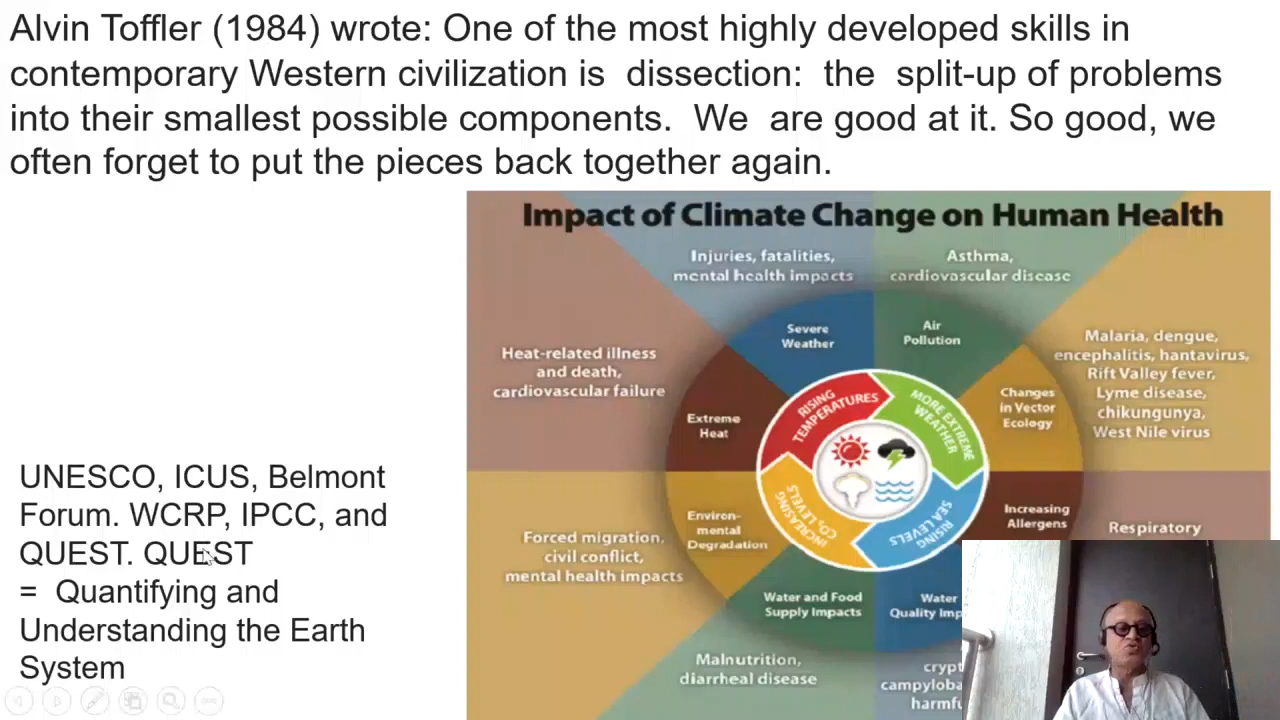 Alvin Toffler (1984) wrote: One of the most highly developed skills in
contemporary Western civilization is dissection: the split-up of problems
into their smallest possible components. We are good at it. So good, we
often forget to put the pieces back together again.
Impact of Climate Change on Human Health
Injuries, fatalities,
mental health impacts
Asthma,
cardiovascular disease
Severe
Weather
Air
Pollution
Heat-related illness
and death,
cardiovascular failure
Malaria, dengue,
encephalitis, hantavirus,
Rift Valley fever,
Lyme disease,
chikungunya,
West Nile virus
Extreme
Heat
Changes
in Vector
Ecology
RISING
TEMPERATURES
MORE EXTREME
WEATHER
INCREASING
CO₂ LEVELS
RISING
SEA LEVELS
UNESCO, ICUS, Belmont
Forum. WCRP, IPCC, and
QUEST. QUEST
= Quantifying and
Understanding the Earth
System
Environ-
mental
Degradation
Increasing
Allergens
Forced migration,
civil conflict,
mental health impacts
Respiratory
Water and Food
Supply Impacts
Water
Quality Imp
Malnutrition,
diarrheal disease
crypt
campyloba
harmfu